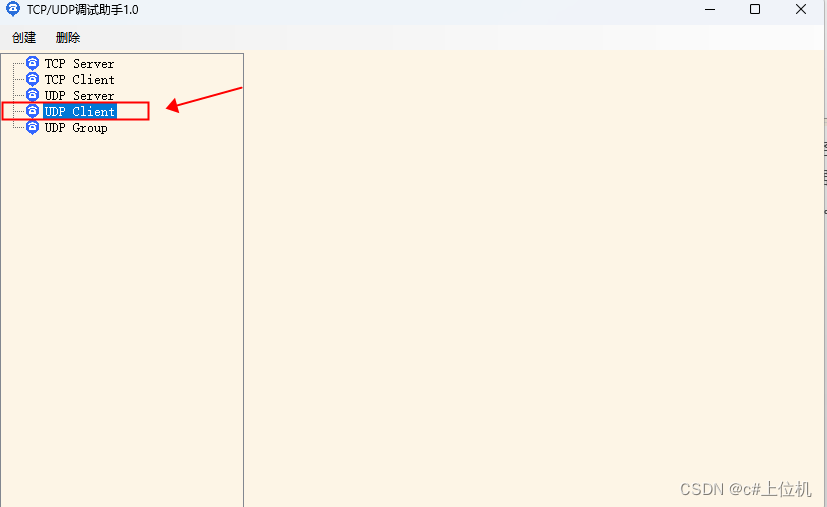 TCP/UDP调试助手1.0
创建 删除
TCP Server
TCP Client
UDP Server
UDP Client
UDP Group
CSDN @c#上位机